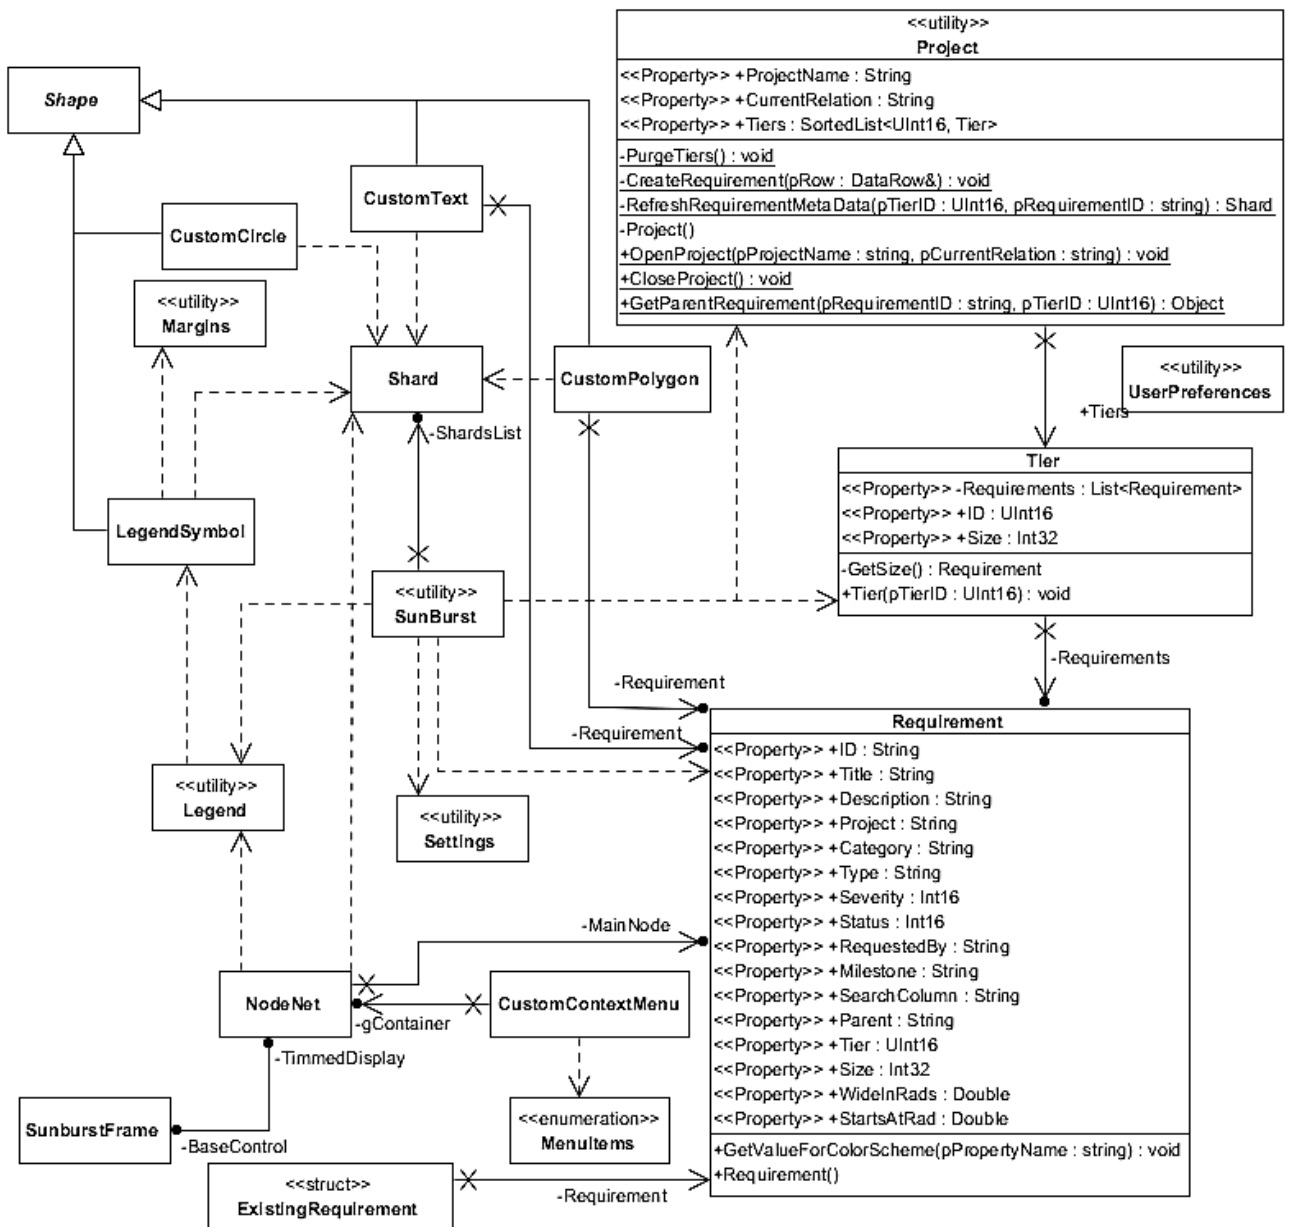 <<utility>>
Project
<<Property>> +ProjectName : String
<<Property>> +CurrentRelation : String
<<Property>> +Tiers : SortedList<UInt16, Tier>
-PurgeTiers() : void
-CreateRequirement(pRow : DataRow&) : void
-RefreshRequirementMetaData(pTierID : UInt16, pRequirementID : string) : Shard
-Project()
+OpenProject(pProjectName : string, pCurrentRelation : string) : void
+CloseProject() : void
+GetParentRequirement(pRequirementID : string, pTierID : UInt16) : Object
Shape
CustomText
CustomCircle
<<utility>>
Margins
Shard
CustomPolygon
<<utility>>
UserPreferences
-ShardsList
+Tiers
Tier
<<Property>> -Requirements : List<Requirement>
<<Property>> +ID : UInt16
<<Property>> +Size : Int32
-GetSize() : Requirement
+Tier(pTierID : UInt16) : void
LegendSymbol
<<utility>>
SunBurst
-Requirements
-Requirement
-Requirement
Requirement
<<Property>> +ID : String
<<Property>> +Title : String
<<Property>> +Description : String
<<Property>> +Project : String
<<Property>> +Category : String
<<Property>> +Type : String
<<Property>> +Severity : Int16
<<Property>> +Status : Int16
<<Property>> +RequestedBy : String
<<Property>> +Milestone : String
<<Property>> +SearchColumn : String
<<Property>> +Parent : String
<<Property>> +Tier : UInt16
<<Property>> +Size : Int32
<<Property>> +WideInRads : Double
<<Property>> +StartsAtRad : Double
+GetValueForColorScheme(pPropertyName : string) : void
+Requirement()
<<utility>>
Legend
<<utility>>
Settings
-MainNode
NodeNet
CustomContextMenu
-gContainer
-TimmedDisplay
SunburstFrame
-BaseControl
<<enumeration>>
MenuItems
<<struct>>
ExistingRequirement
-Requirement